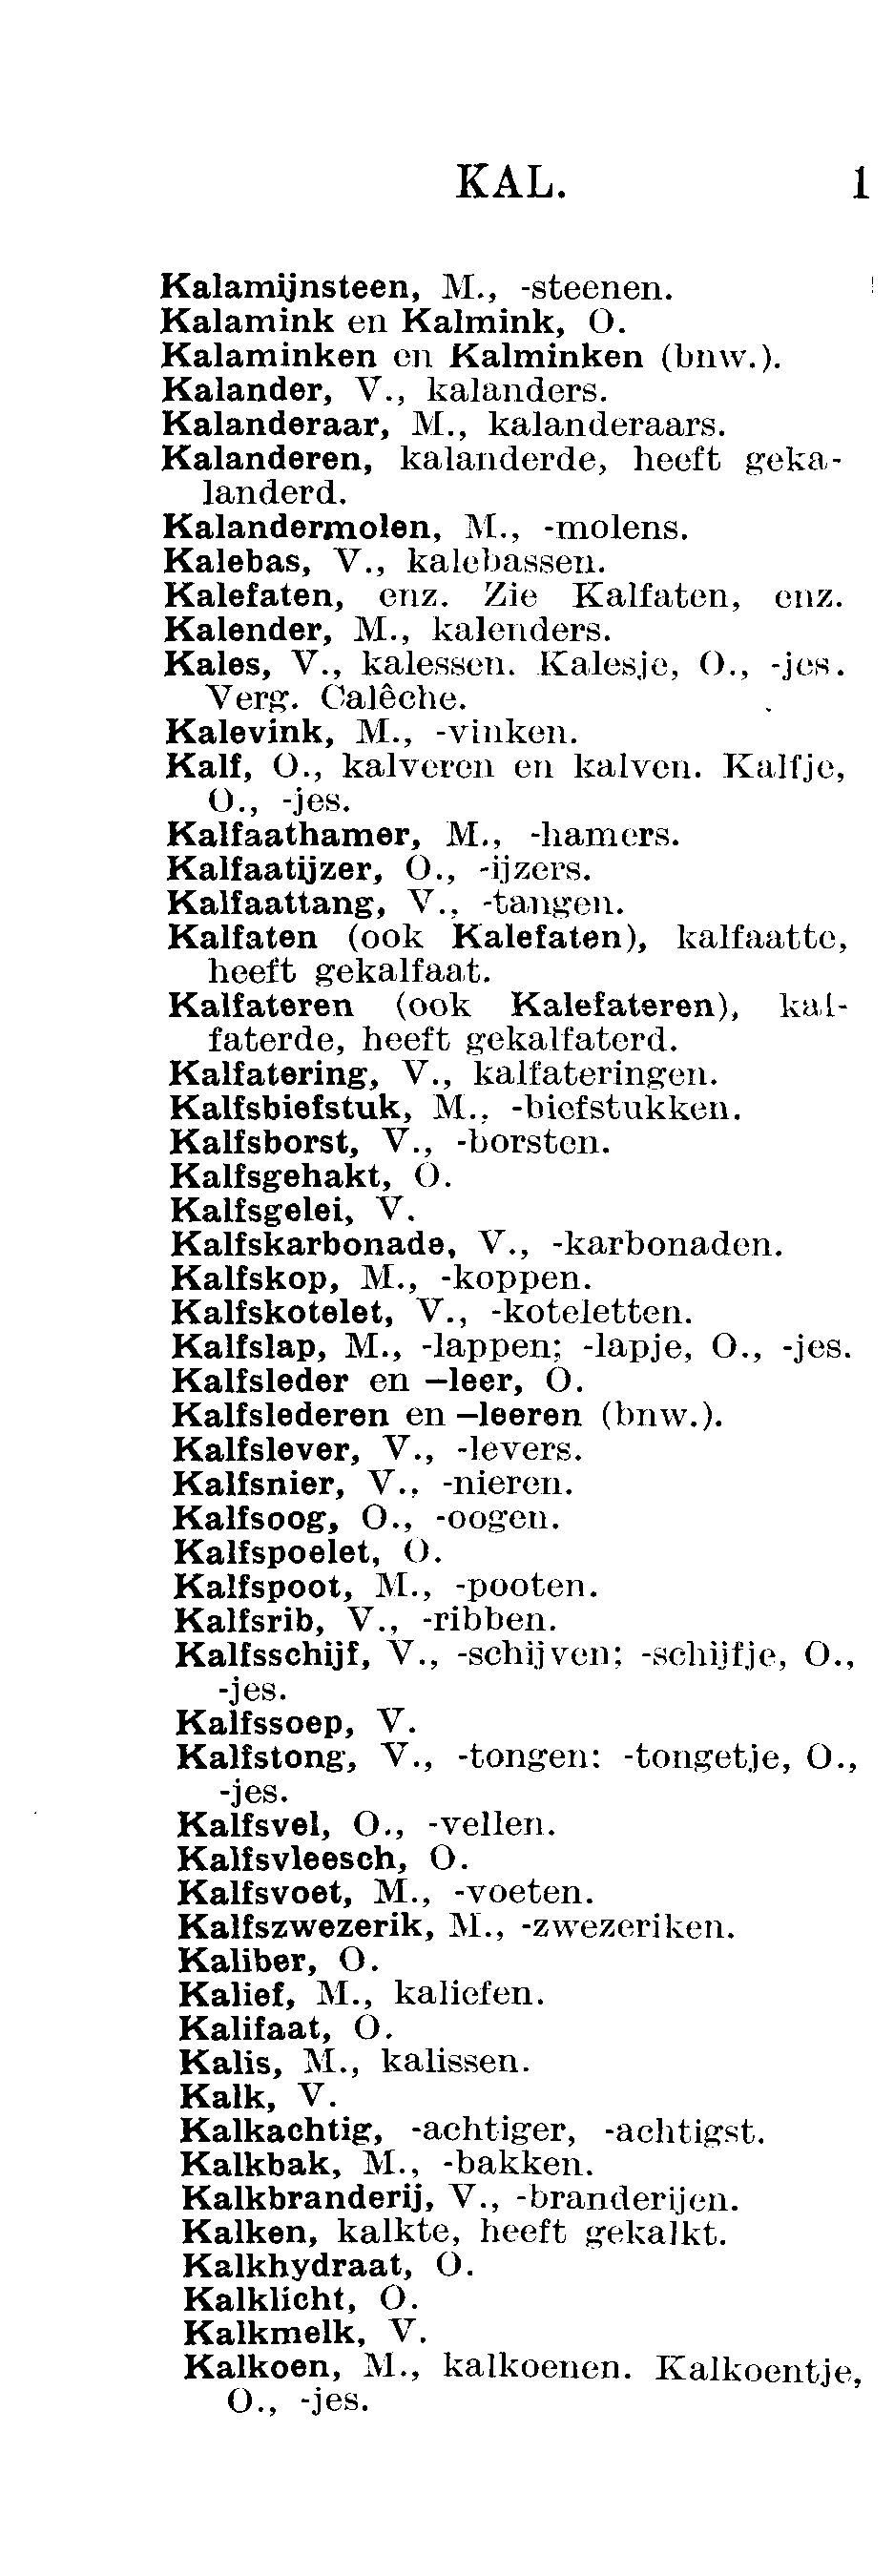 KAL.
1
Kalamijnsteen, M., -steenen.
Kalamink en Kalmink, O.
Kalaminken en Kalminken (bnw.).
Kalander, V., kalanders.
Kalanderaar, M., kalanderaars.
Kalanderen, kalanderde, heeft geka-
landerd.
Kalandermolen, M., -molens.
Kalebas, V., kalebassen.
Kalefaten, enz. Zie Kalfaten, enz.
Kalender, M., kalenders.
Kales, V., kalessen. Kalesje, O., -jes.
Verg. Calêche.
Kalevink, M., -vinken.
Kalf, O., kalveren en kalven. Kalfje,
O., -jes.
Kalfaathamer, M., -hamers.
Kalfaatijzer, O., -ijzers.
Kalfaattang, V., -tangen.
Kalfaten (ook Kalefaten), kalfaatte,
heeft gekalfaat.
Kalfateren (ook Kalefateren), kal-
faterde, heeft gekalfaterd.
Kalfatering, V., kalfateringen.
Kalfsbiefstuk, M., -biefstukken.
Kalfsborst, V., -borsten.
Kalfsgehakt, O.
Kalfsgelei, V.
Kalfskarbonade, V., -karbonaden.
Kalfskop, M., -koppen.
Kalfskotelet, V., -koteletten.
Kalfslap, M., -lappen; -lapje, O., -jes.
Kalfsleder en —leer, O.
Kalfslederen en —leeren (bnw.).
Kalfslever, V., -levers.
Kalfsnier, V., -nieren.
Kalfsoog, O., -oogen.
Kalfspoelet, O.
Kalfspoot, M., -pooten.
Kalfsrib, V., -ribben.
Kalfsschijf, V., -schijven; -schijfje, O.,
-jes.
Kalfssoep, V.
Kalfstong, V., -tongen: -tongetje, O.,
-jes.
Kalfsvel, O., -vellen.
Kalfsvleesch, O.
Kalfsvoet, M., -voeten.
Kalfszwezerik, M., -zwezeriken.
Kaliber, O.
Kalief, M., kaliefen.
Kalifaat, O.
Kalis, M., kalissen.
Kalk, V.
Kalkachtig, -achtiger, -achtigst.
Kalkbak, M., -bakken.
Kalkbranderij, V., -branderijen.
Kalken, kalkte, heeft gekalkt.
Kalkhydraat, O.
Kalklicht, O.
Kalkmelk, V.
Kalkoen, M., kalkoenen. Kalkoentje,
O., -jes.